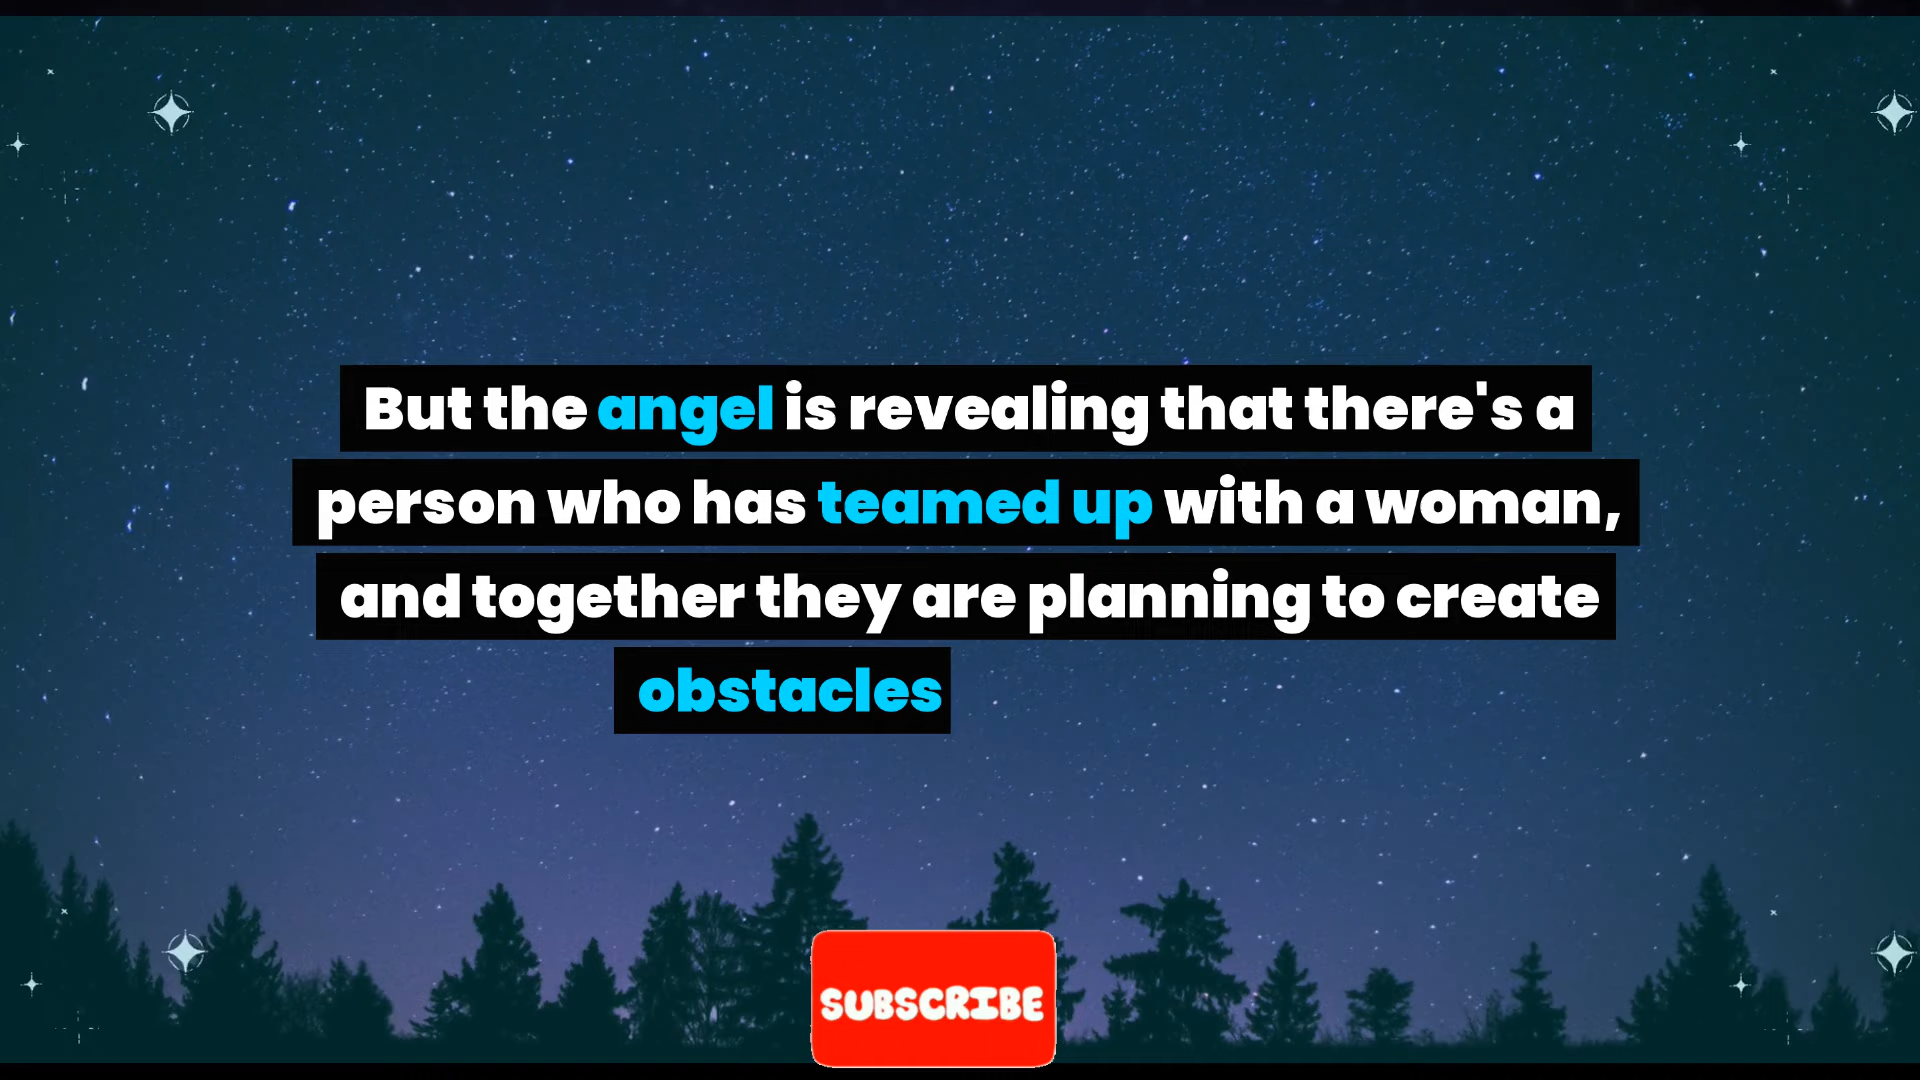 But the angel is revealing that there's a
person who has teamed up with a woman,
and together they are planning to create
obstacles
SUBSCRIBE